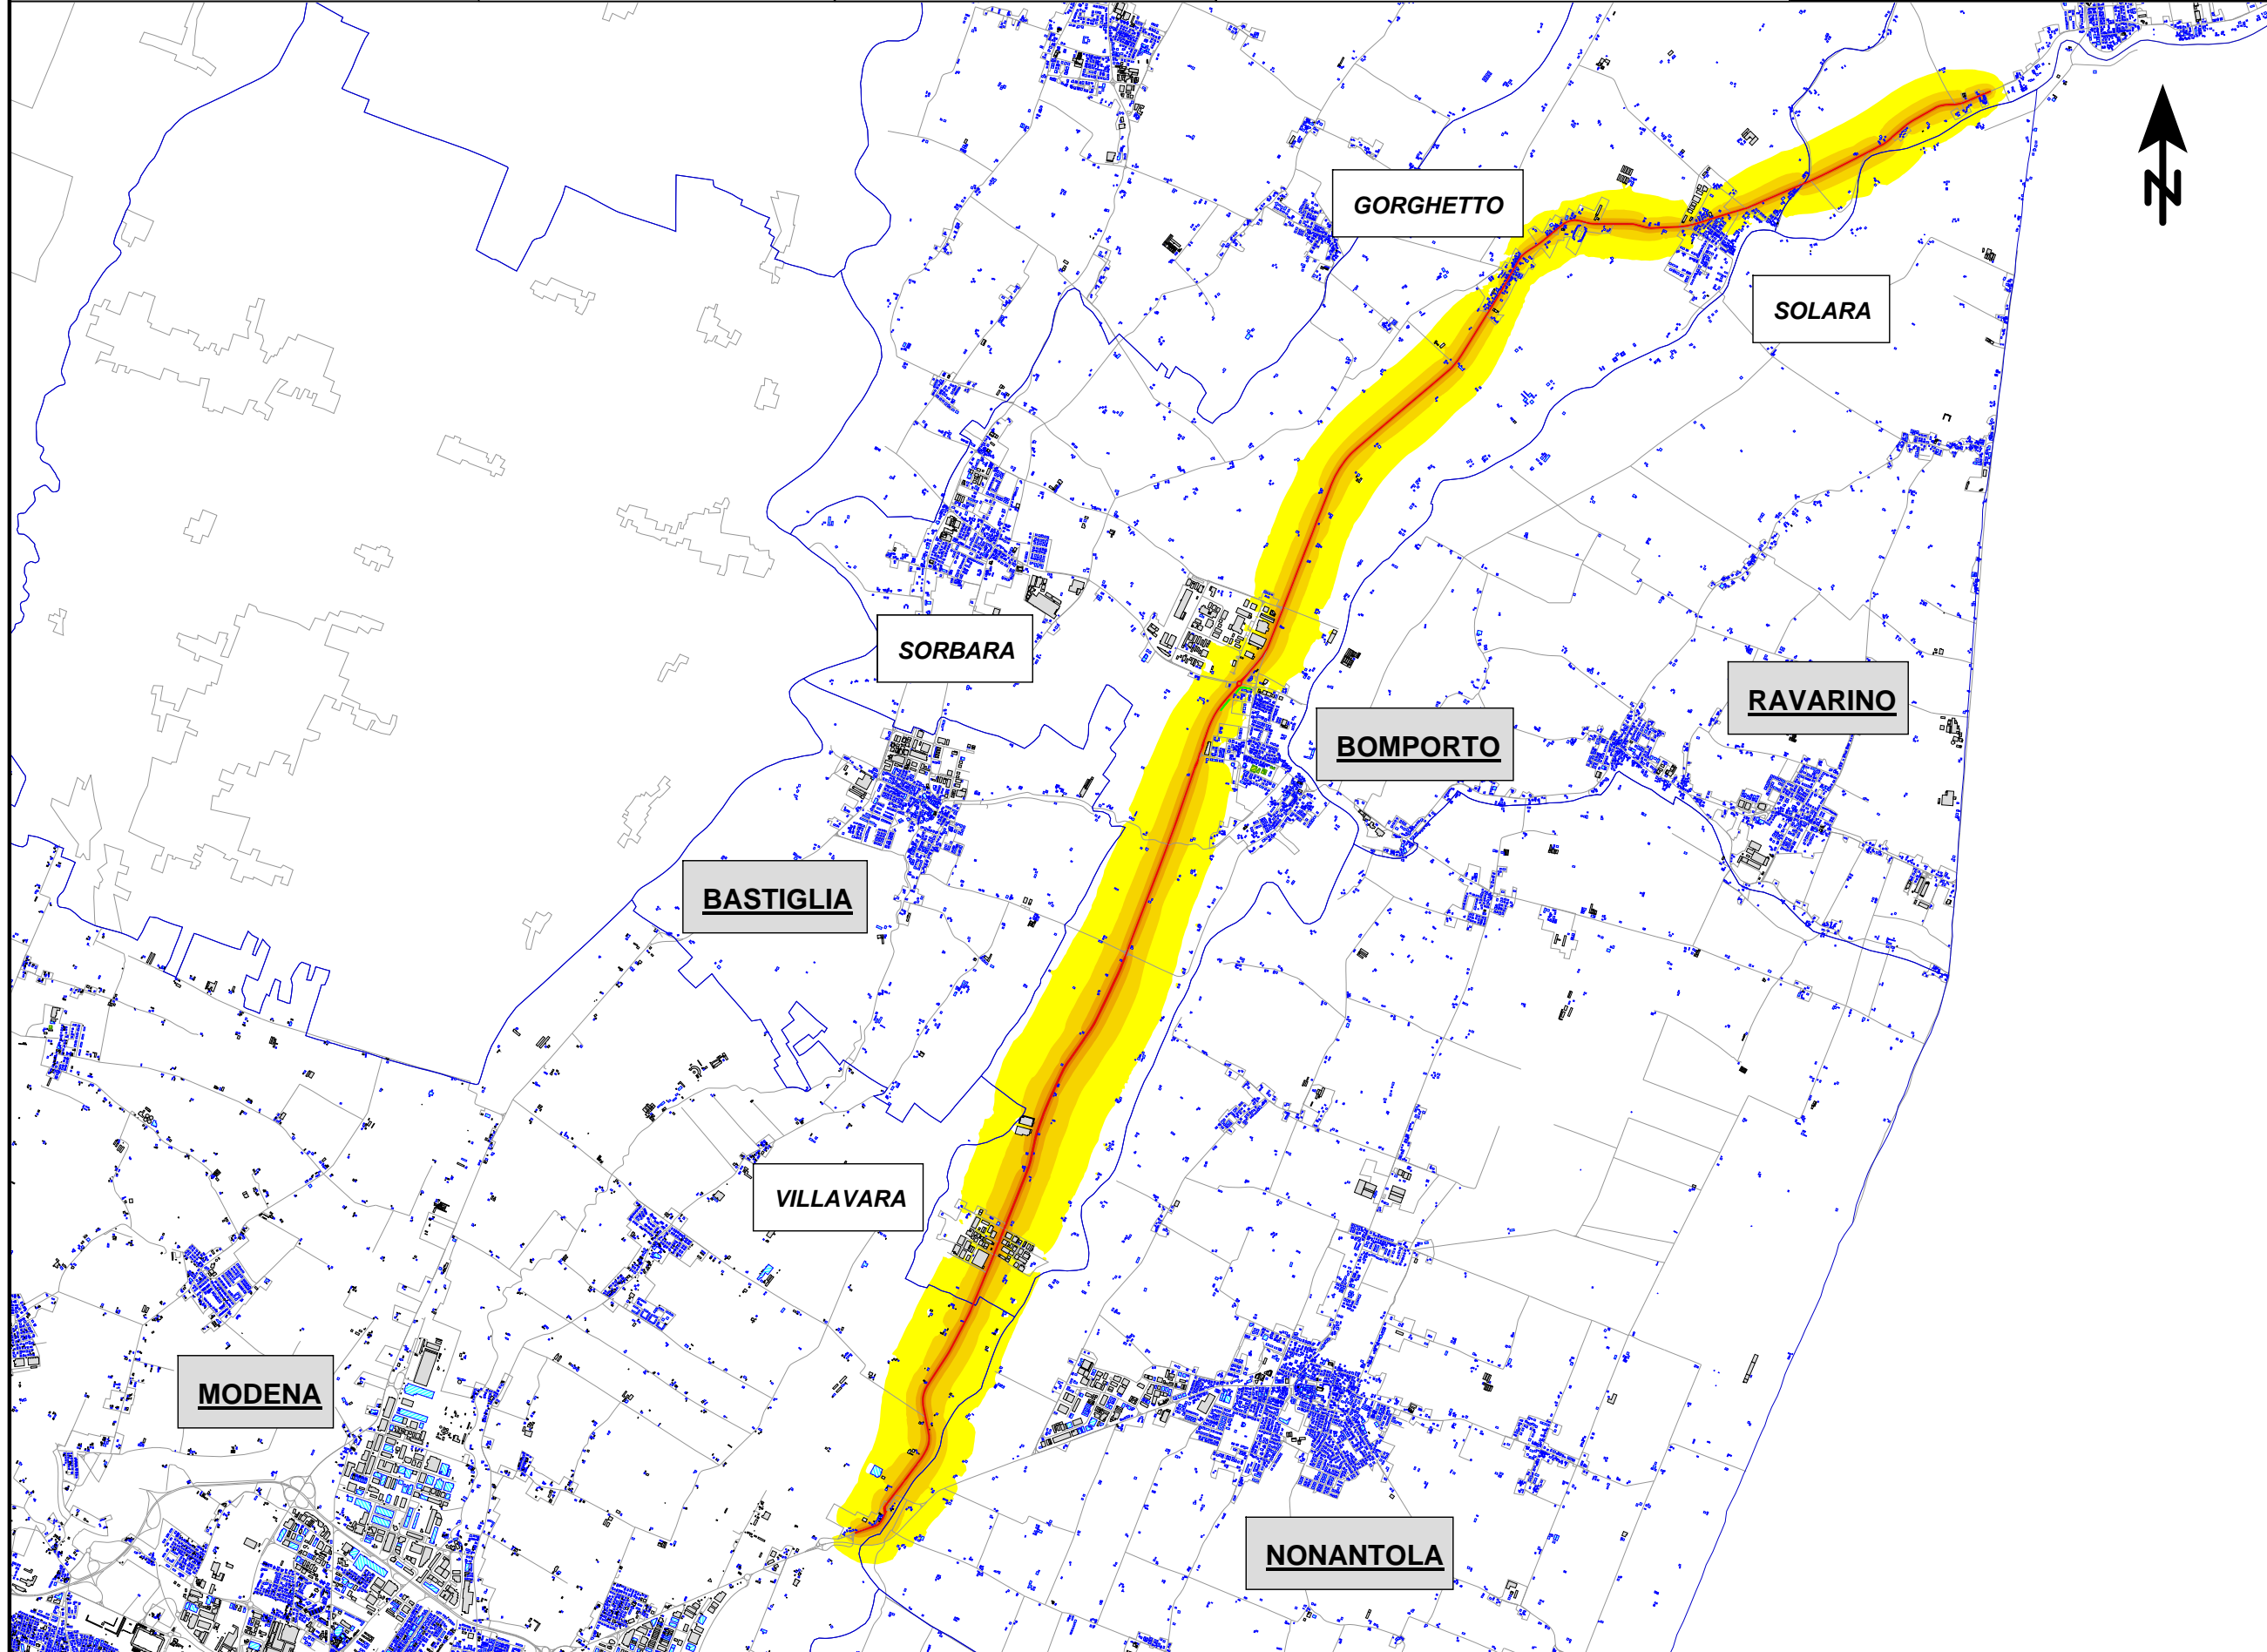 GORGHETTO
SOLARA
SORBARA
RAVARINO
BOMPORTO
BASTIGLIA
VILLAVARA
MODENA
NONANTOLA
N